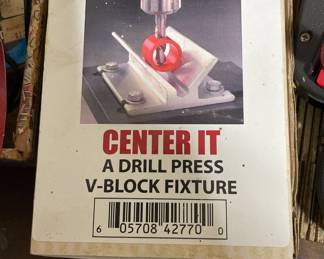 CENTER IT
A DRILL PRESS
V-BLOCK FIXTURE
6 05708 42770 0